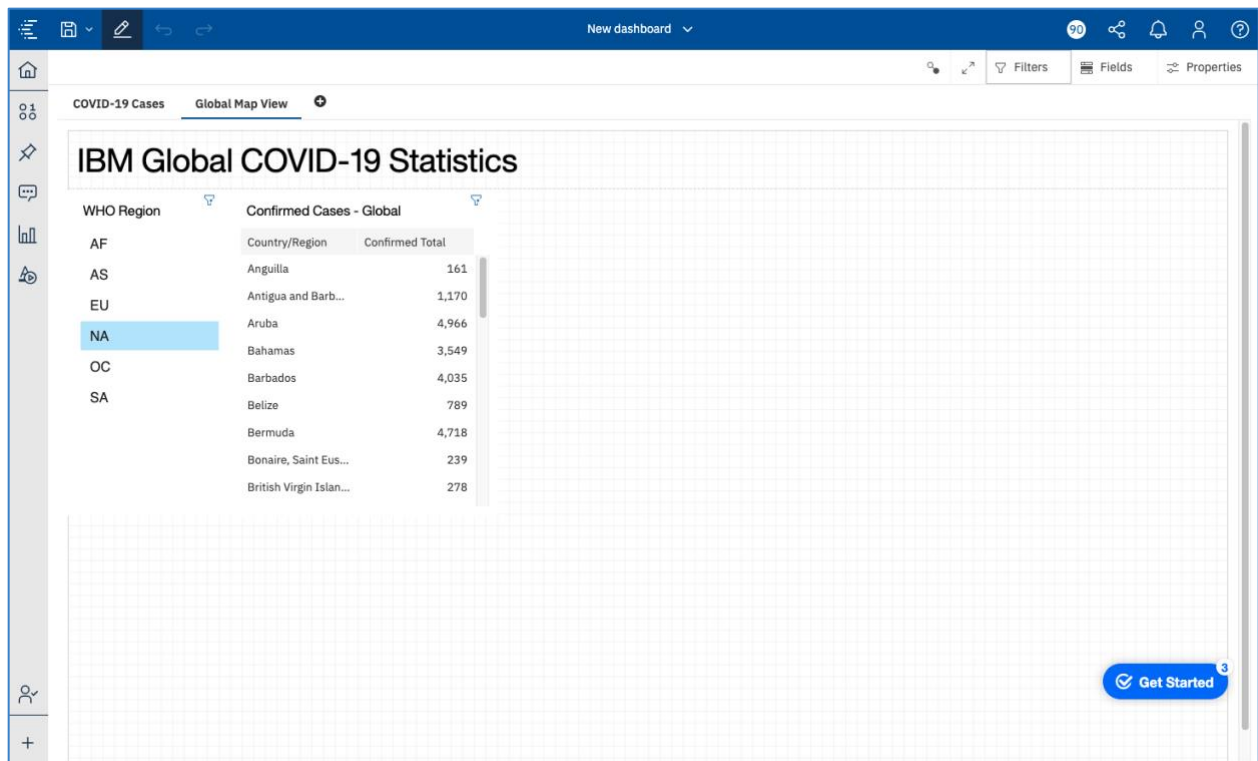 New dashboard
90
Filters
Fields
Properties
COVID-19 Cases
Global Map View
IBM Global COVID-19 Statistics
WHO Region
AF
AS
EU
NA
OC
SA
Confirmed Cases - Global
Country/Region Confirmed Total
Anguilla 161
Antigua and Barb... 1,170
Aruba 4,966
Bahamas 3,549
Barbados 4,035
Belize 789
Bermuda 4,718
Bonaire, Saint Eus... 239
British Virgin Islan... 278
3
Get Started